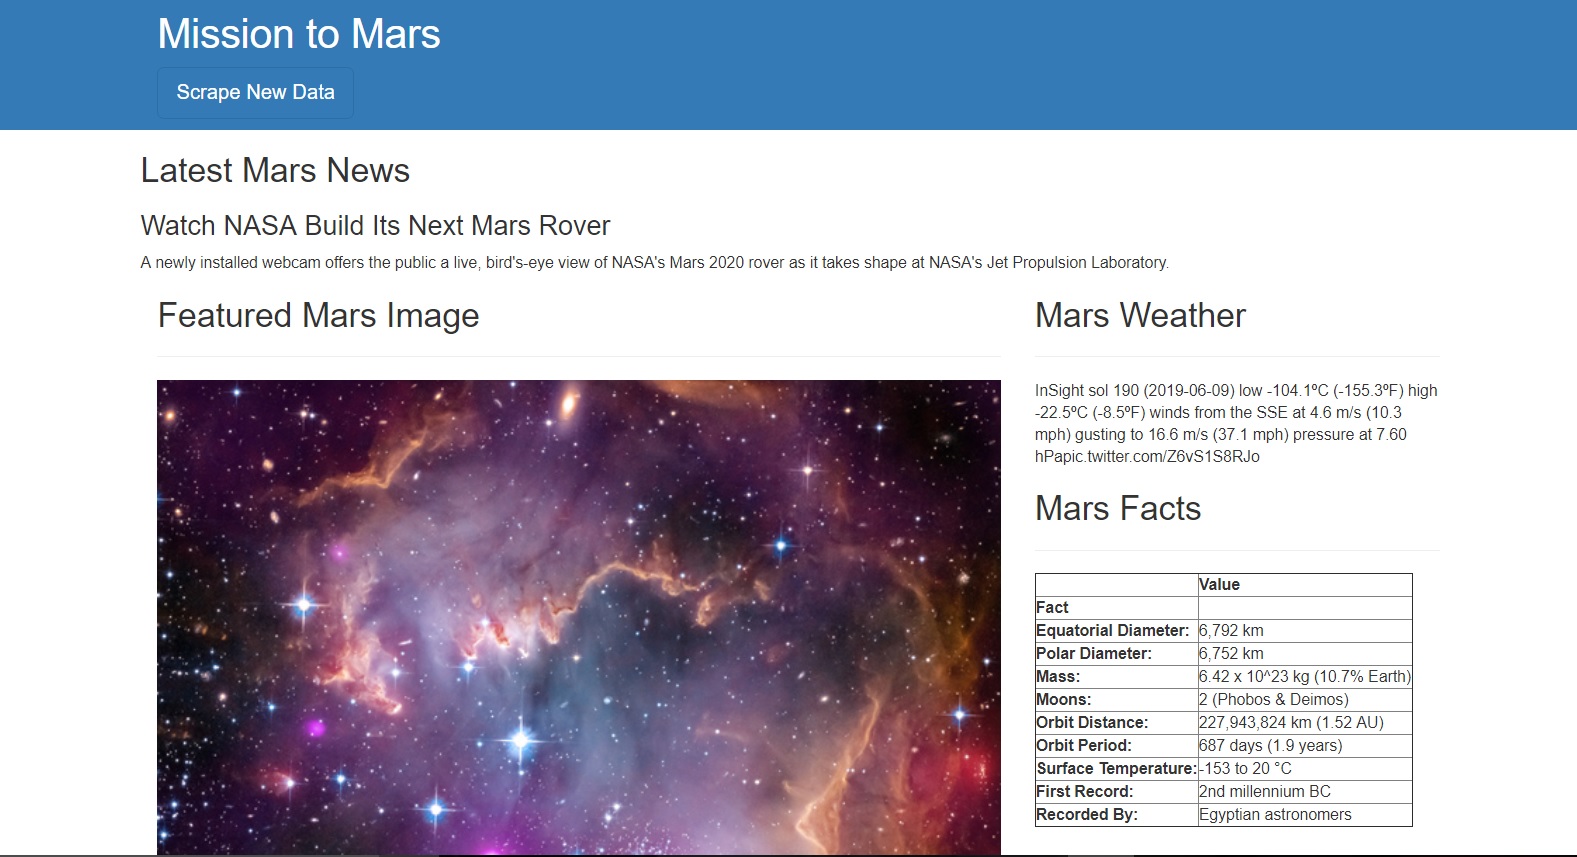 Mission to Mars
Scrape New Data
Latest Mars News
Watch NASA Build Its Next Mars Rover
A newly installed webcam offers the public a live, bird's-eye view of NASA's Mars 2020 rover as it takes shape at NASA's Jet Propulsion Laboratory.
Featured Mars Image
Mars Weather
InSight sol 190 (2019-06-09) low -104.1ºC (-155.3ºF) high
-22.5ºC (-8.5ºF) winds from the SSE at 4.6 m/s (10.3
mph) gusting to 16.6 m/s (37.1 mph) pressure at 7.60
hPapic.twitter.com/Z6vS1S8RJo
Mars Facts
Value
Fact
Equatorial Diameter: 6,792 km
Polar Diameter: 6,752 km
Mass: 6.42 x 10^23 kg (10.7% Earth)
Moons: 2 (Phobos & Deimos)
Orbit Distance: 227,943,824 km (1.52 AU)
Orbit Period: 687 days (1.9 years)
Surface Temperature: -153 to 20 °C
First Record: 2nd millennium BC
Recorded By: Egyptian astronomers